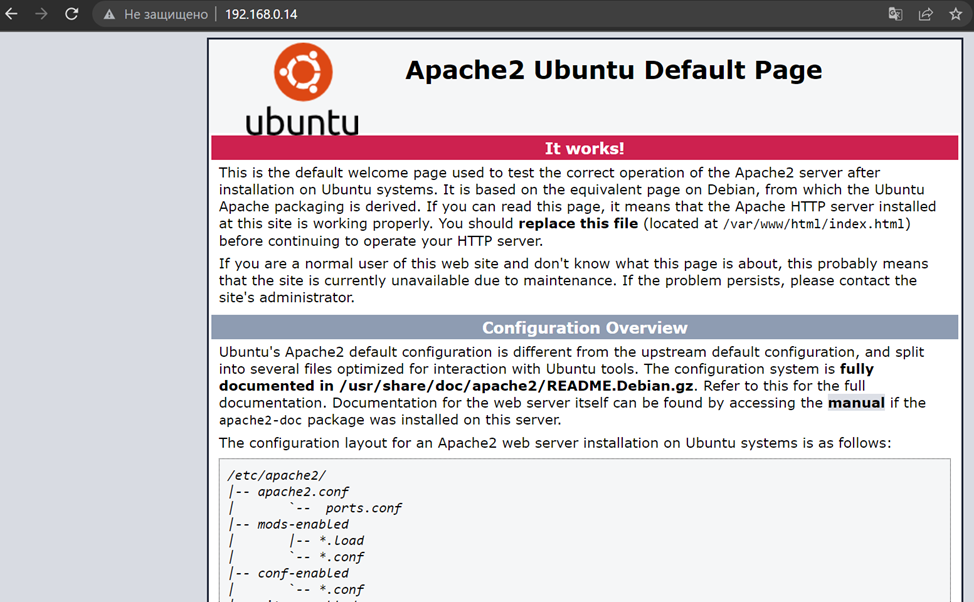 Не защищено | 192.168.0.14
ubuntu
Apache2 Ubuntu Default Page
It works!
This is the default welcome page used to test the correct operation of the Apache2 server after
installation on Ubuntu systems. It is based on the equivalent page on Debian, from which the Ubuntu
Apache packaging is derived. If you can read this page, it means that the Apache HTTP server installed
at this site is working properly. You should replace this file (located at /var/www/html/index.html)
before continuing to operate your HTTP server.
If you are a normal user of this web site and don't know what this page is about, this probably means
that the site is currently unavailable due to maintenance. If the problem persists, please contact the
site's administrator.
Configuration Overview
Ubuntu's Apache2 default configuration is different from the upstream default configuration, and split
into several files optimized for interaction with Ubuntu tools. The configuration system is fully
documented in /usr/share/doc/apache2/README.Debian.gz. Refer to this for the full
documentation. Documentation for the web server itself can be found by accessing the manual if the
apache2-doc package was installed on this server.
The configuration layout for an Apache2 web server installation on Ubuntu systems is as follows:
/etc/apache2/
|-- apache2.conf
|       `--  ports.conf
|-- mods-enabled
|       |-- *.load
|       `-- *.conf
|-- conf-enabled
|       `-- *.conf